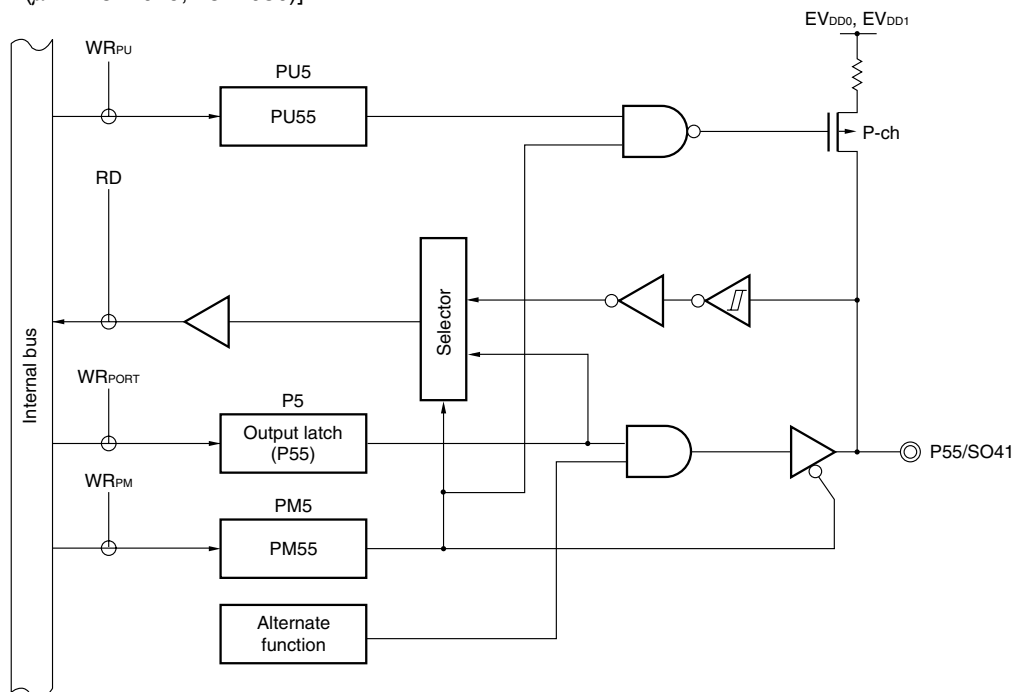 EVDD0, EVDD1
WRPU
PU5
PU55
P-ch
RD
Selector
Internal bus
WRPORT
P5
Output latch
(P55)
P55/SO41
WRPM
PM5
PM55
Alternate
function